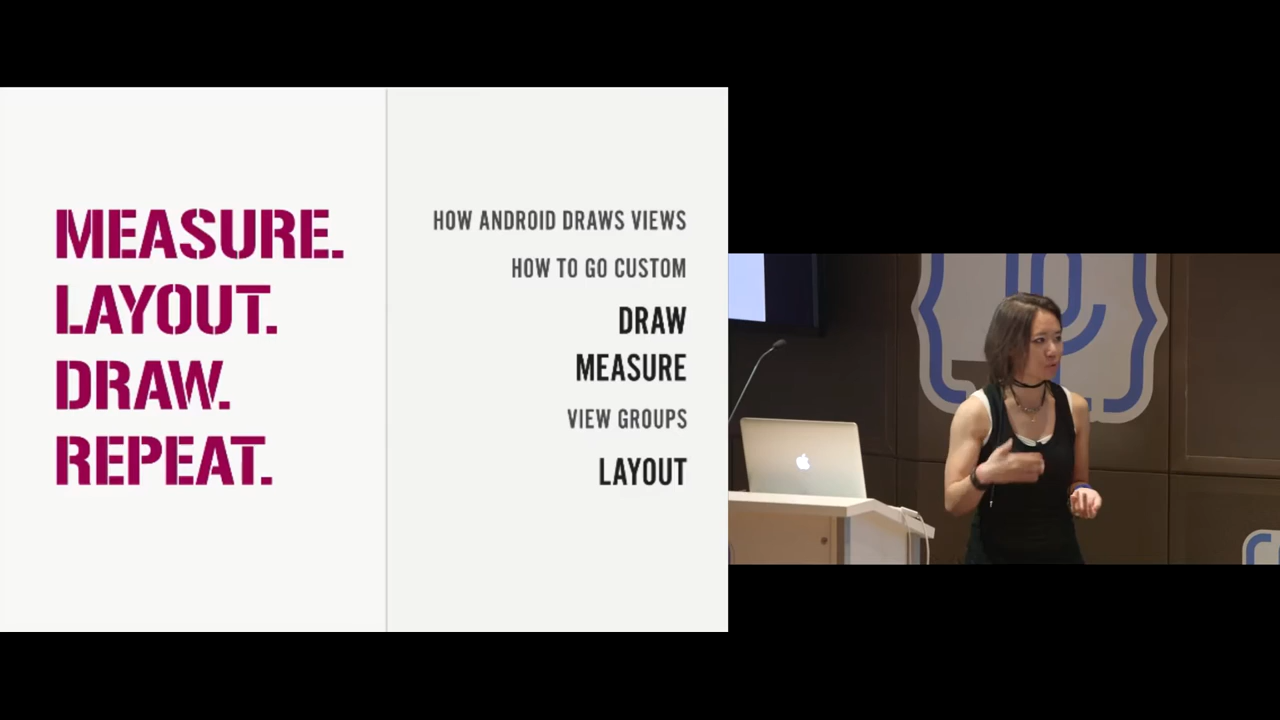 MEASURE.
LAYOUT.
DRAW.
REPEAT.
HOW ANDROID DRAWS VIEWS
HOW TO GO CUSTOM
DRAW
MEASURE
VIEW GROUPS
LAYOUT